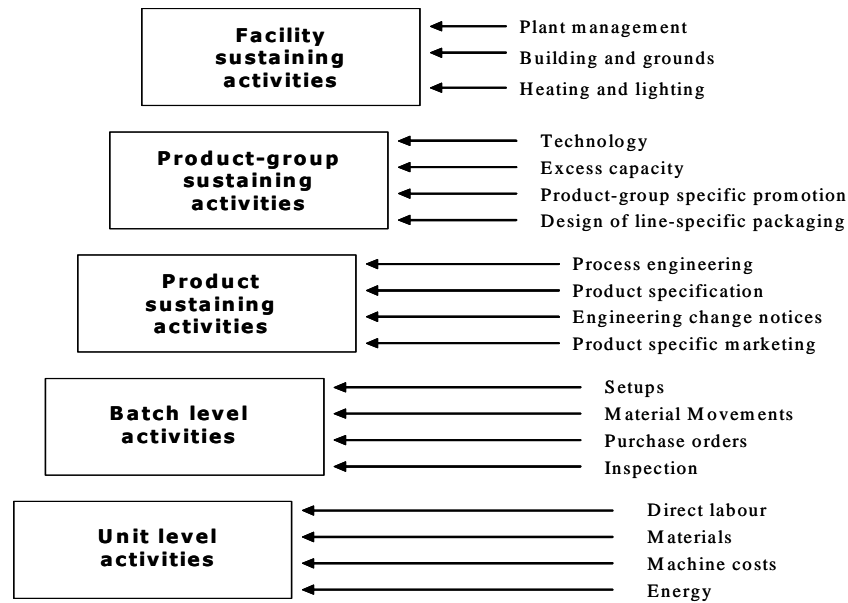 Facility
sustaining
activities
Plant management
Building and grounds
Heating and lighting
Product-group
sustaining
activities
Technology
Excess capacity
Product-group specific promotion
Design of line-specific packaging
Product
sustaining
activities
Process engineering
Product specification
Engineering change notices
Product specific marketing
Batch level
activities
Setups
Material Movements
Purchase orders
Inspection
Unit level
activities
Direct labour
Materials
Machine costs
Energy